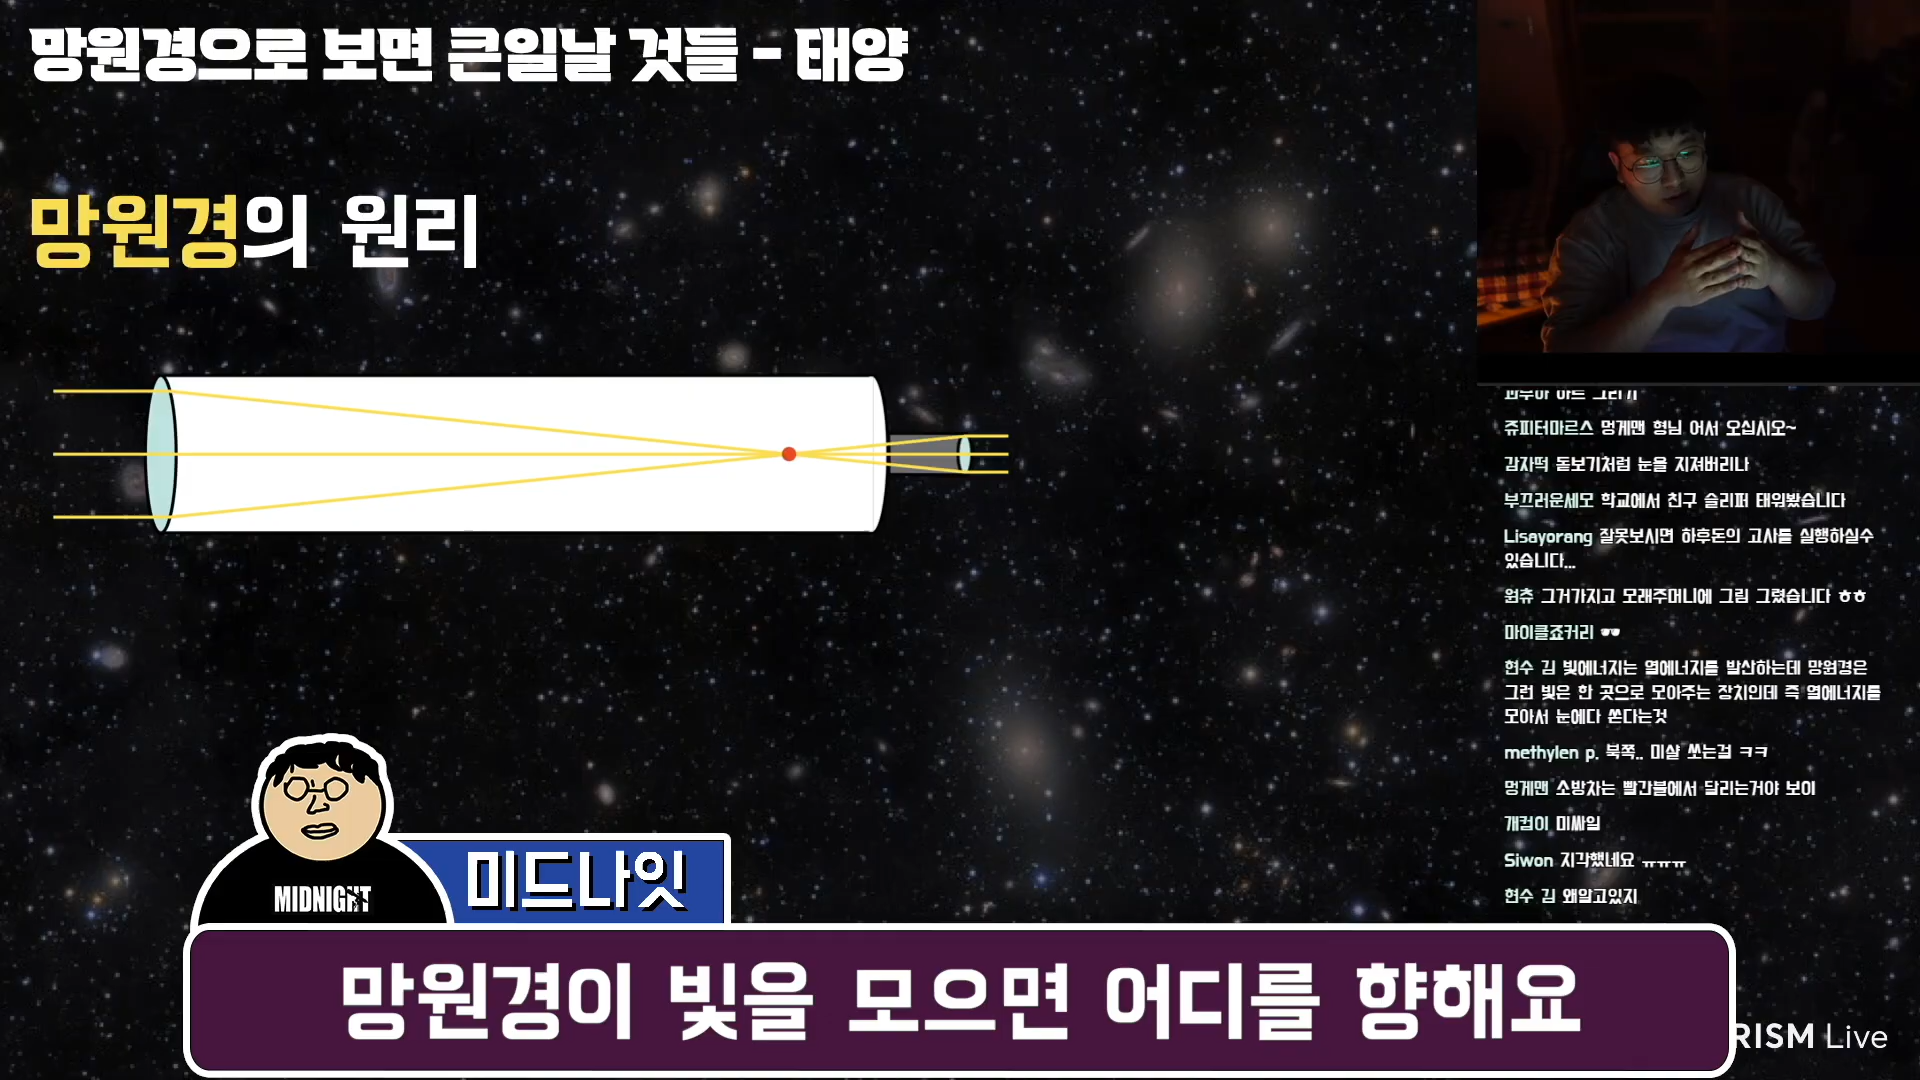 망원경으로 보면 큰일날 것들 - 태양
망원경의 원리
쥬피터마르스 멍게맨 형님 어서 오십시오~
감자떡 돋보기처럼 눈을 지져버리나
부끄러운세모 학교에서 친구 슬리퍼 태워봤습니다
Lisayorang 잘못보시면 하후돈의 고사를 실행하실수
있습니다...
원츄 그거가지고 모래주머니에 그림 그렸습니다 ㅎㅎ
마이클죠커리 🕶️
현수 김 빛에너지는 열에너지를 발산하는데 망원경은
그런 빛은 한 곳으로 모아주는 장치인데 즉 열에너지를
모아서 눈에다 쏜다는것
methylen p. 북쪽.. 미샬 쏘는걸 ㅋㅋ
멍게맨 소방차는 빨간불에서 달리는거야 보이
개컴이 미싸일
Siwon 지각했네요 ㅠㅠㅠ
현수 김 왜알고있지
MIDNIGHT
미드나잇
망원경이 빛을 모으면 어디를 향해요
RISM Live